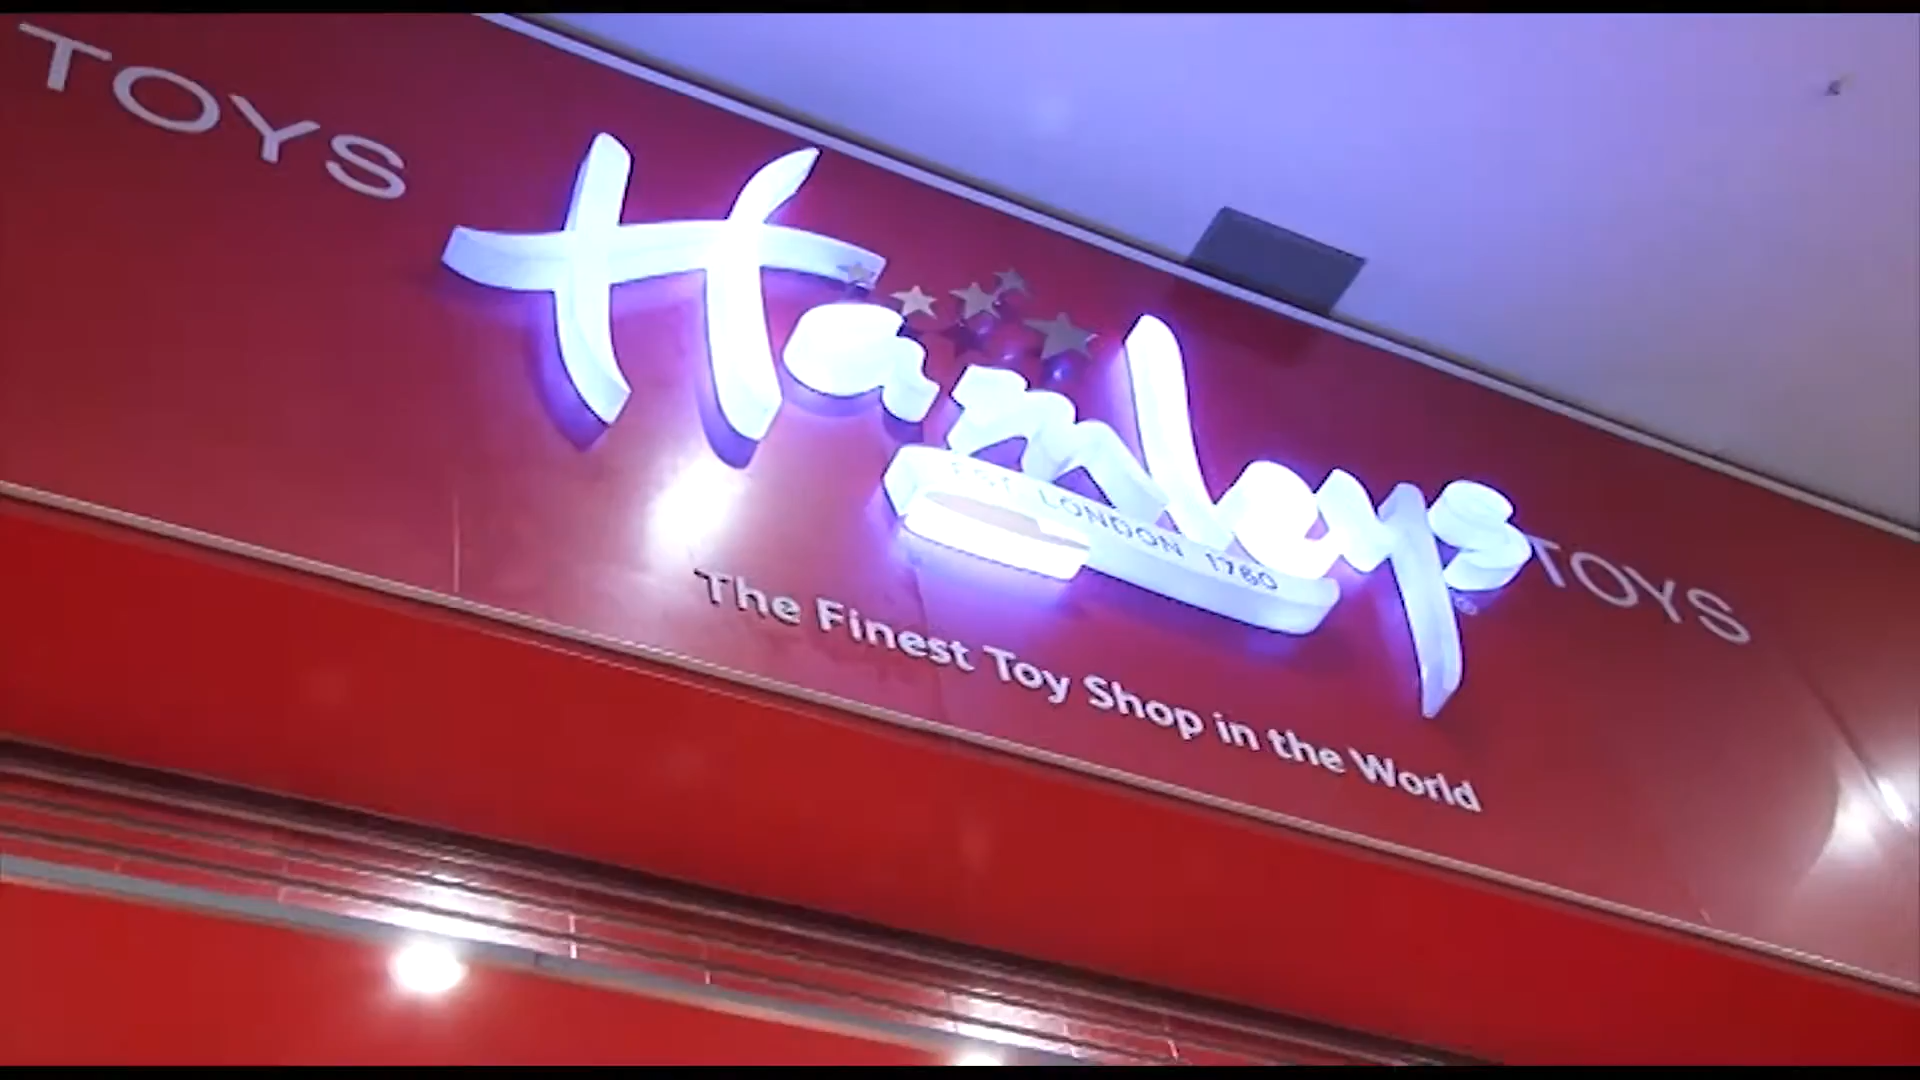 TOYS
Hamleys
EST LONDON 1760
®
TOYS
The Finest Toy Shop in the World